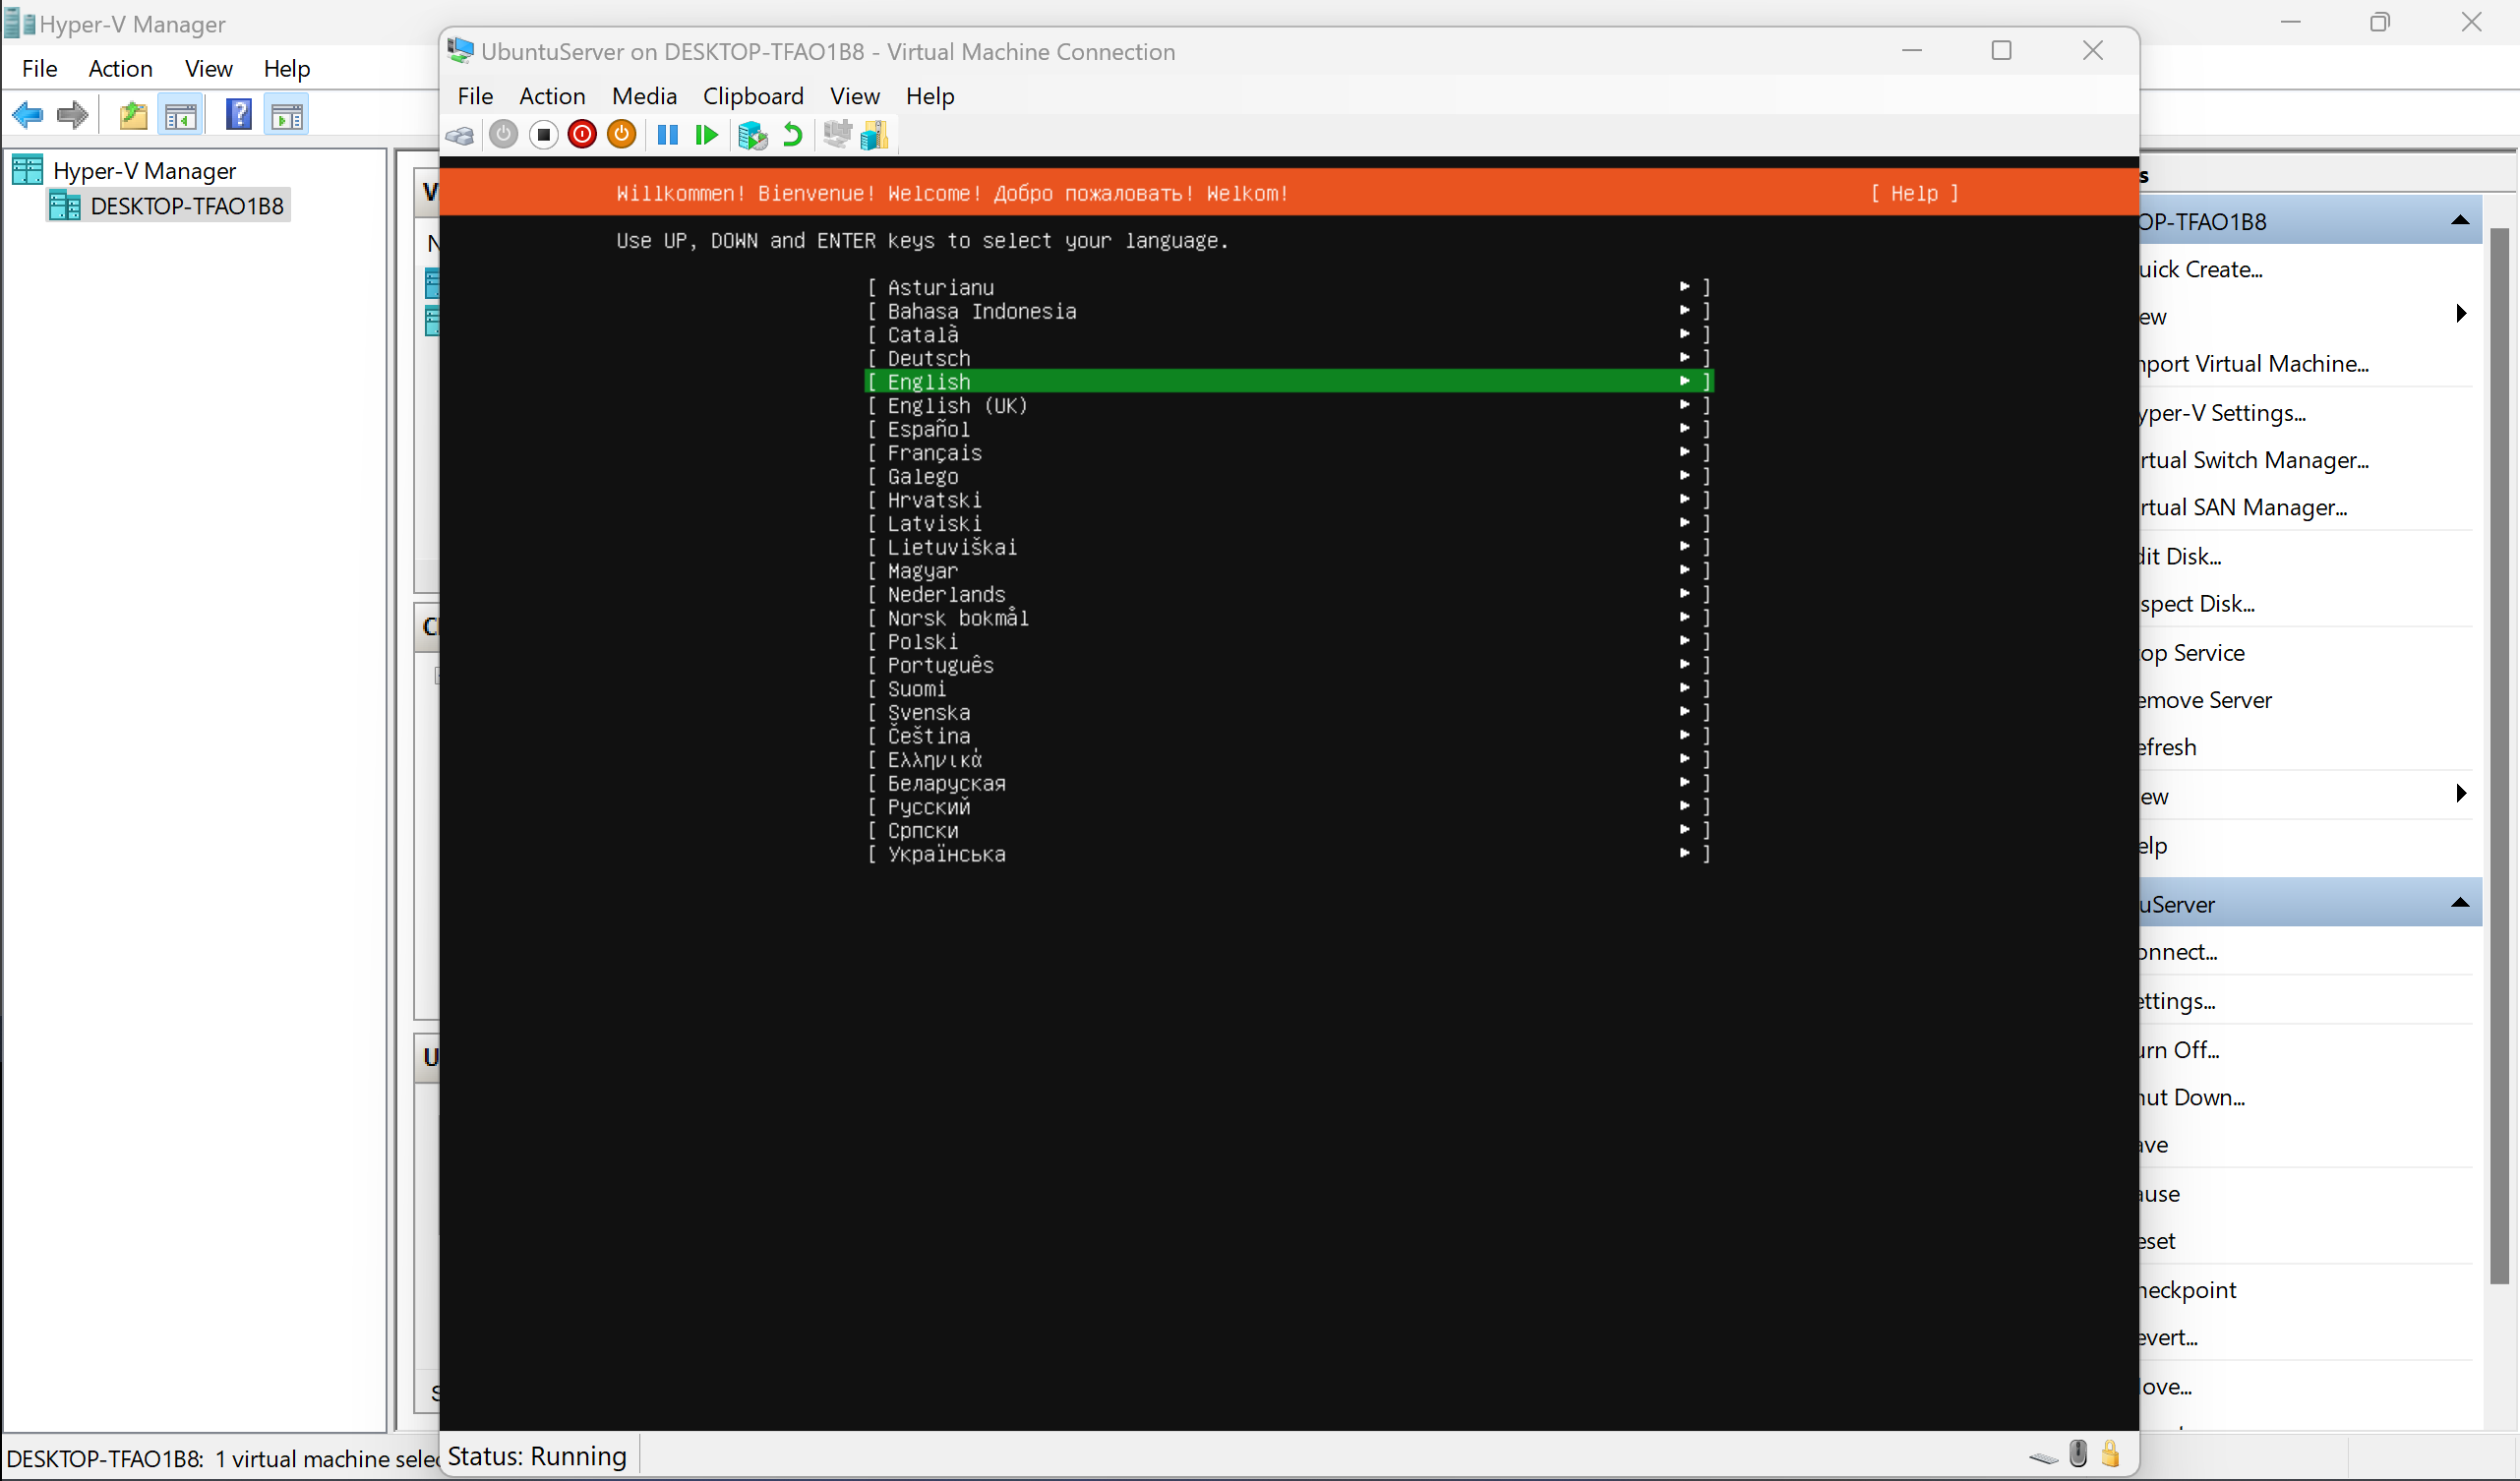 Hyper-V Manager
File Action View Help
Hyper-V Manager
DESKTOP-TFAO1B8
UbuntuServer on DESKTOP-TFAO1B8 - Virtual Machine Connection
File Action Media Clipboard View Help
Willkommen! Bienvenue! Welcome! Добро пожаловать! Welkom! [ Help ]
Use UP, DOWN and ENTER keys to select your language.
[ Asturianu ▸ ]
[ Bahasa Indonesia ▸ ]
[ Català ▸ ]
[ Deutsch ▸ ]
[ English ▸ ]
[ English (UK) ▸ ]
[ Español ▸ ]
[ Français ▸ ]
[ Galego ▸ ]
[ Hrvatski ▸ ]
[ Latviski ▸ ]
[ Lietuviškai ▸ ]
[ Magyar ▸ ]
[ Nederlands ▸ ]
[ Norsk bokmål ▸ ]
[ Polski ▸ ]
[ Português ▸ ]
[ Suomi ▸ ]
[ Svenska ▸ ]
[ Čeština ▸ ]
[ Ελληνικά ▸ ]
[ Беларуская ▸ ]
[ Русский ▸ ]
[ Српски ▸ ]
[ Українська ▸ ]
Status: Running
OP-TFAO1B8
uick Create...
ew
port Virtual Machine...
yper-V Settings...
rtual Switch Manager...
rtual SAN Manager...
dit Disk...
spect Disk...
op Service
emove Server
efresh
ew
elp
uServer
onnect...
ettings...
urn Off...
ut Down...
ave
ause
eset
heckpoint
evert...
ove...
DESKTOP-TFAO1B8: 1 virtual machine selec